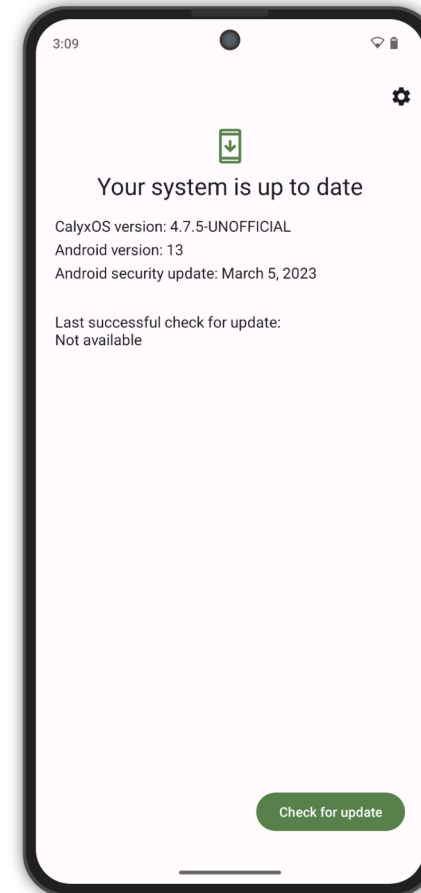 3:09
Your system is up to date
CalyxOS version: 4.7.5-UNOFFICIAL
Android version: 13
Android security update: March 5, 2023
Last successful check for update:
Not available
Check for update